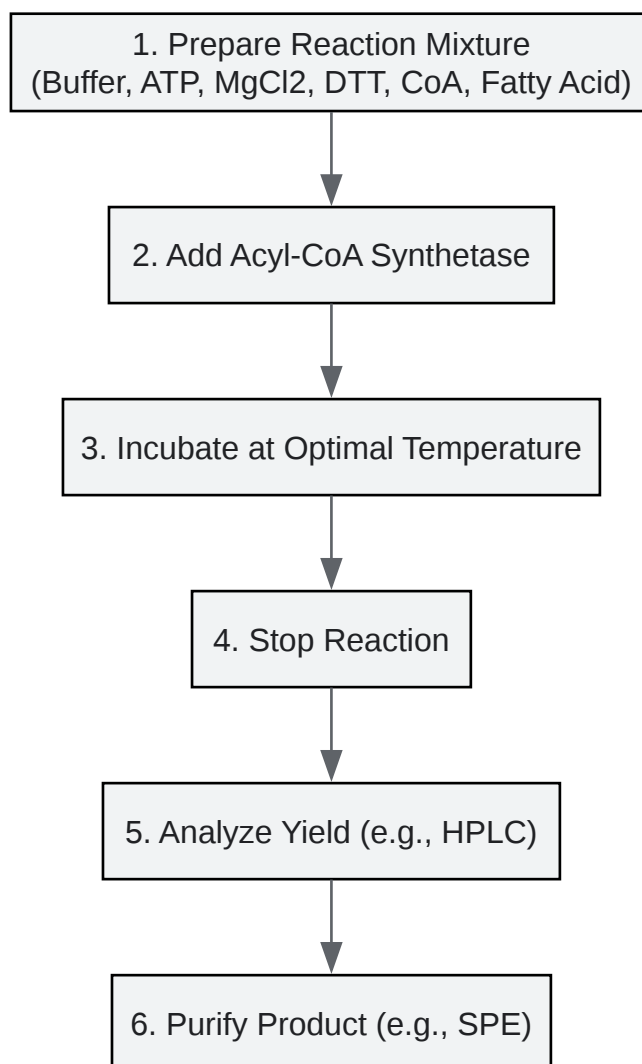 1. Prepare Reaction Mixture
(Buffer, ATP, MgCl2, DTT, CoA, Fatty Acid)
2. Add Acyl-CoA Synthetase
3. Incubate at Optimal Temperature
4. Stop Reaction
5. Analyze Yield (e.g., HPLC)
6. Purify Product (e.g., SPE)